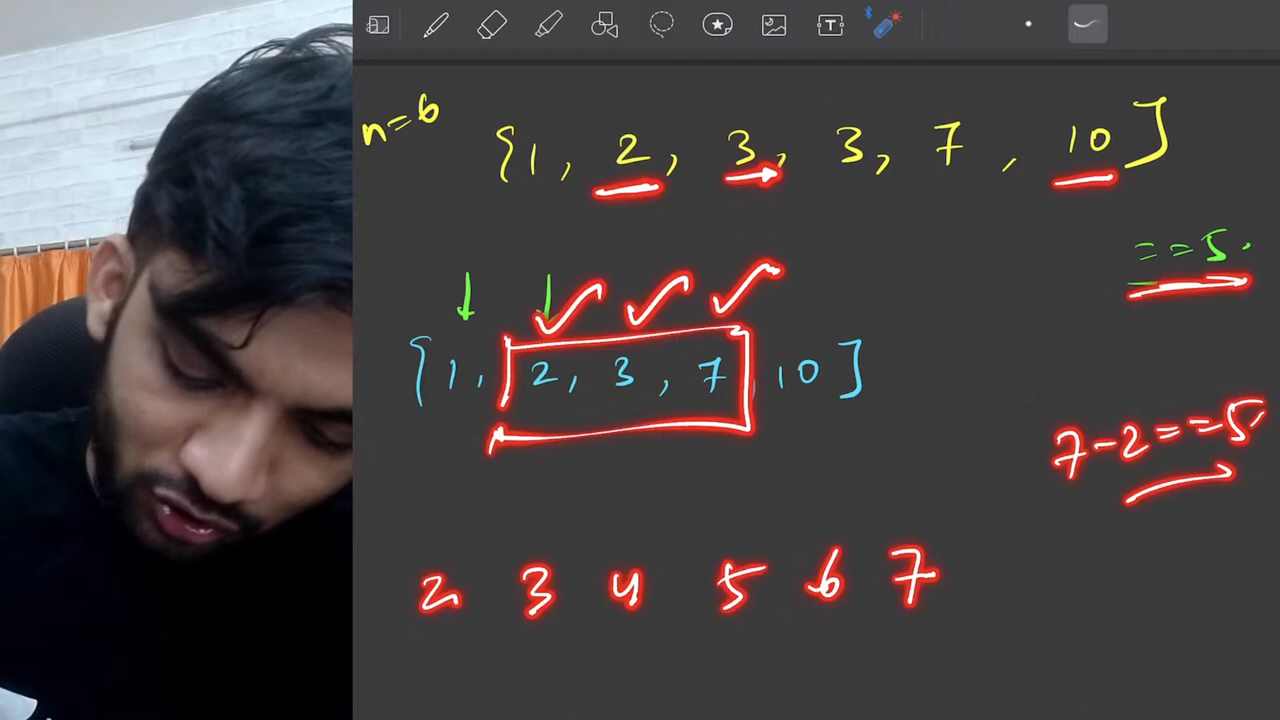 n=6
{1, 2, 3, 3, 7, 10]
==5.
{1, 2, 3, 7, 10]
7-2==5
2 3 4 5 6 7